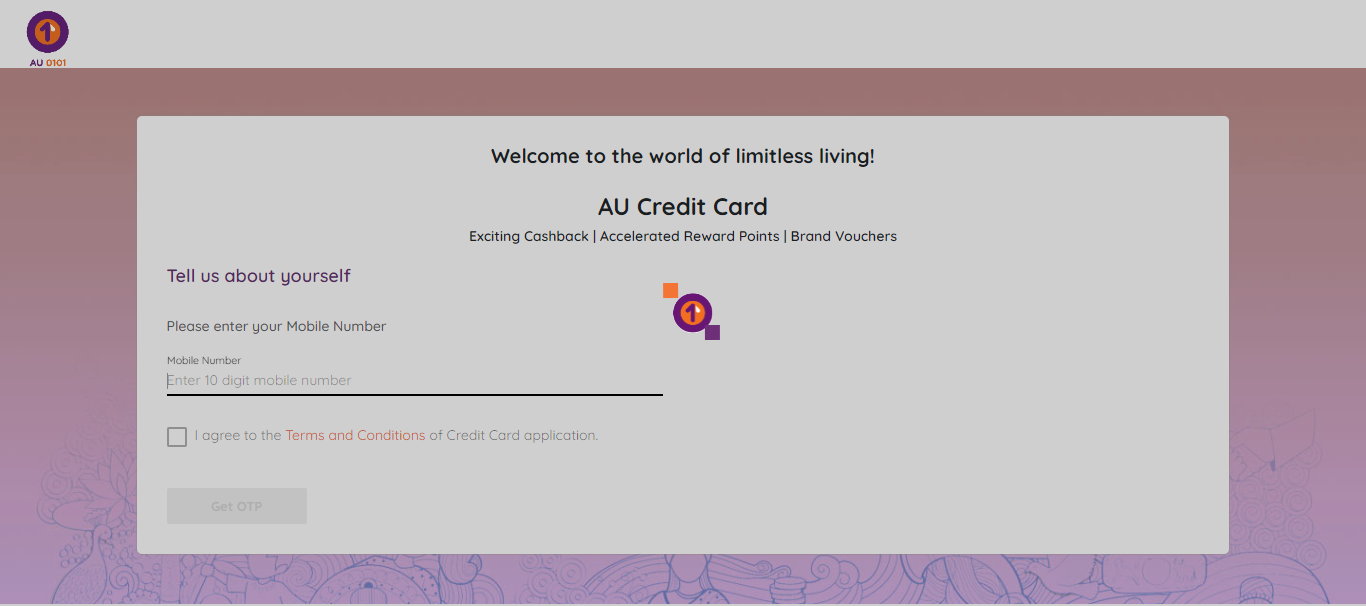 AU 0101
Welcome to the world of limitless living!
AU Credit Card
Exciting Cashback | Accelerated Reward Points | Brand Vouchers
Tell us about yourself
Please enter your Mobile Number
Mobile Number
Enter 10 digit mobile number
I agree to the Terms and Conditions of Credit Card application.
Get OTP